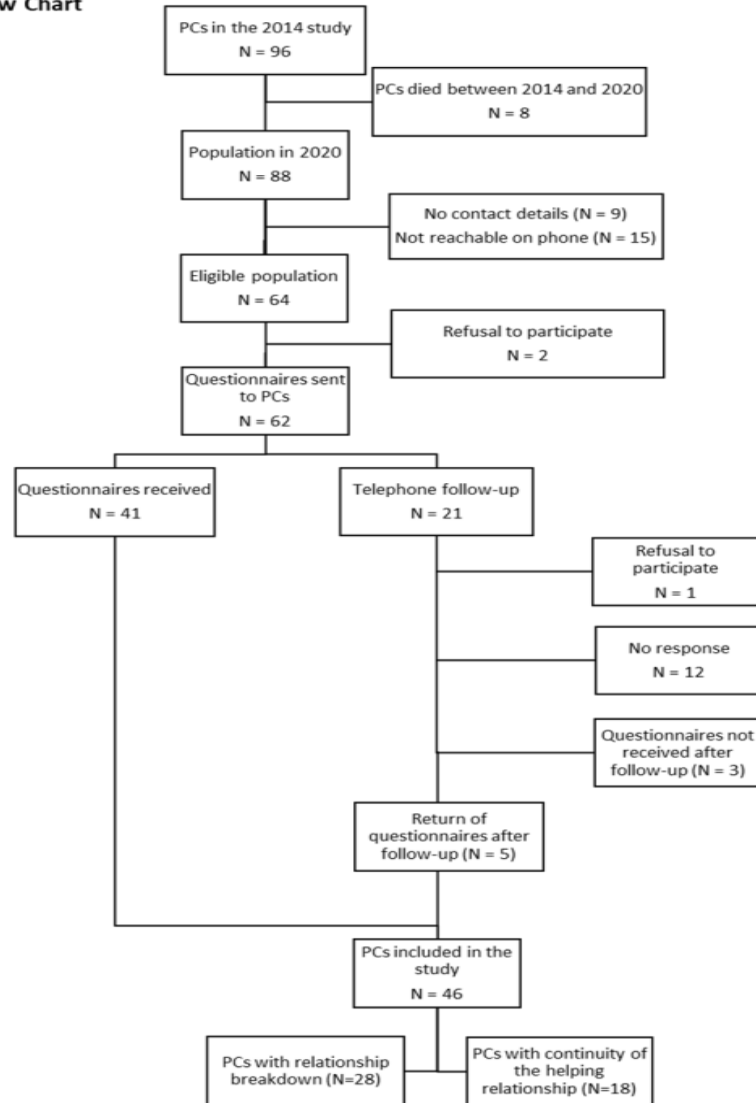 w Chart
PCs in the 2014 study
N = 96
PCs died between 2014 and 2020
N = 8
Population in 2020
N = 88
No contact details (N = 9)
Not reachable on phone (N = 15)
Eligible population
N = 64
Refusal to participate
N = 2
Questionnaires sent
to PCs
N = 62
Questionnaires received
N = 41
Telephone follow-up
N = 21
Refusal to
participate
N = 1
No response
N = 12
Questionnaires not
received after
follow-up (N = 3)
Return of
questionnaires after
follow-up (N = 5)
PCs included in the
study
N = 46
PCs with relationship
breakdown (N=28)
PCs with continuity of
the helping
relationship (N=18)